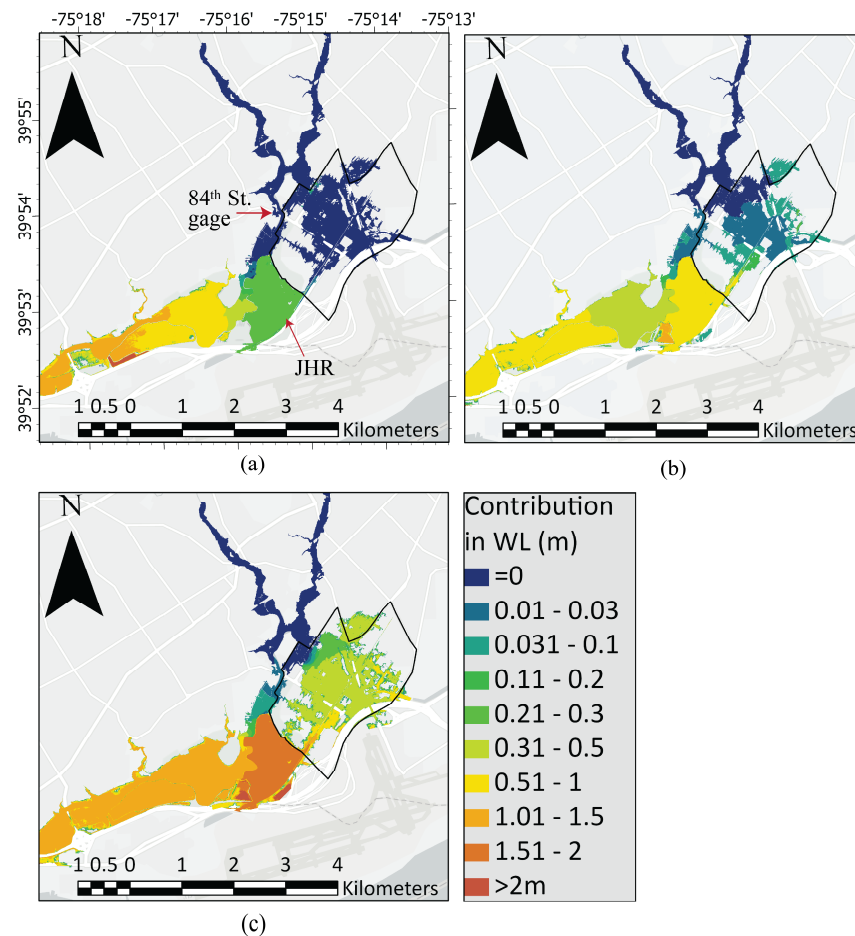 -75°18' -75°17' -75°16' -75°15' -75°14' -75°13'
39°55'
39°54'
39°53'
39°52'
N
84th St.
gage
JHR
1 0.5 0 1 2 3 4
Kilometers
(a)
N
1 0.5 0 1 2 3 4
Kilometers
(b)
N
1 0.5 0 1 2 3 4
Kilometers
(c)
Contribution
in WL (m)
=0
0.01 - 0.03
0.031 - 0.1
0.11 - 0.2
0.21 - 0.3
0.31 - 0.5
0.51 - 1
1.01 - 1.5
1.51 - 2
>2m